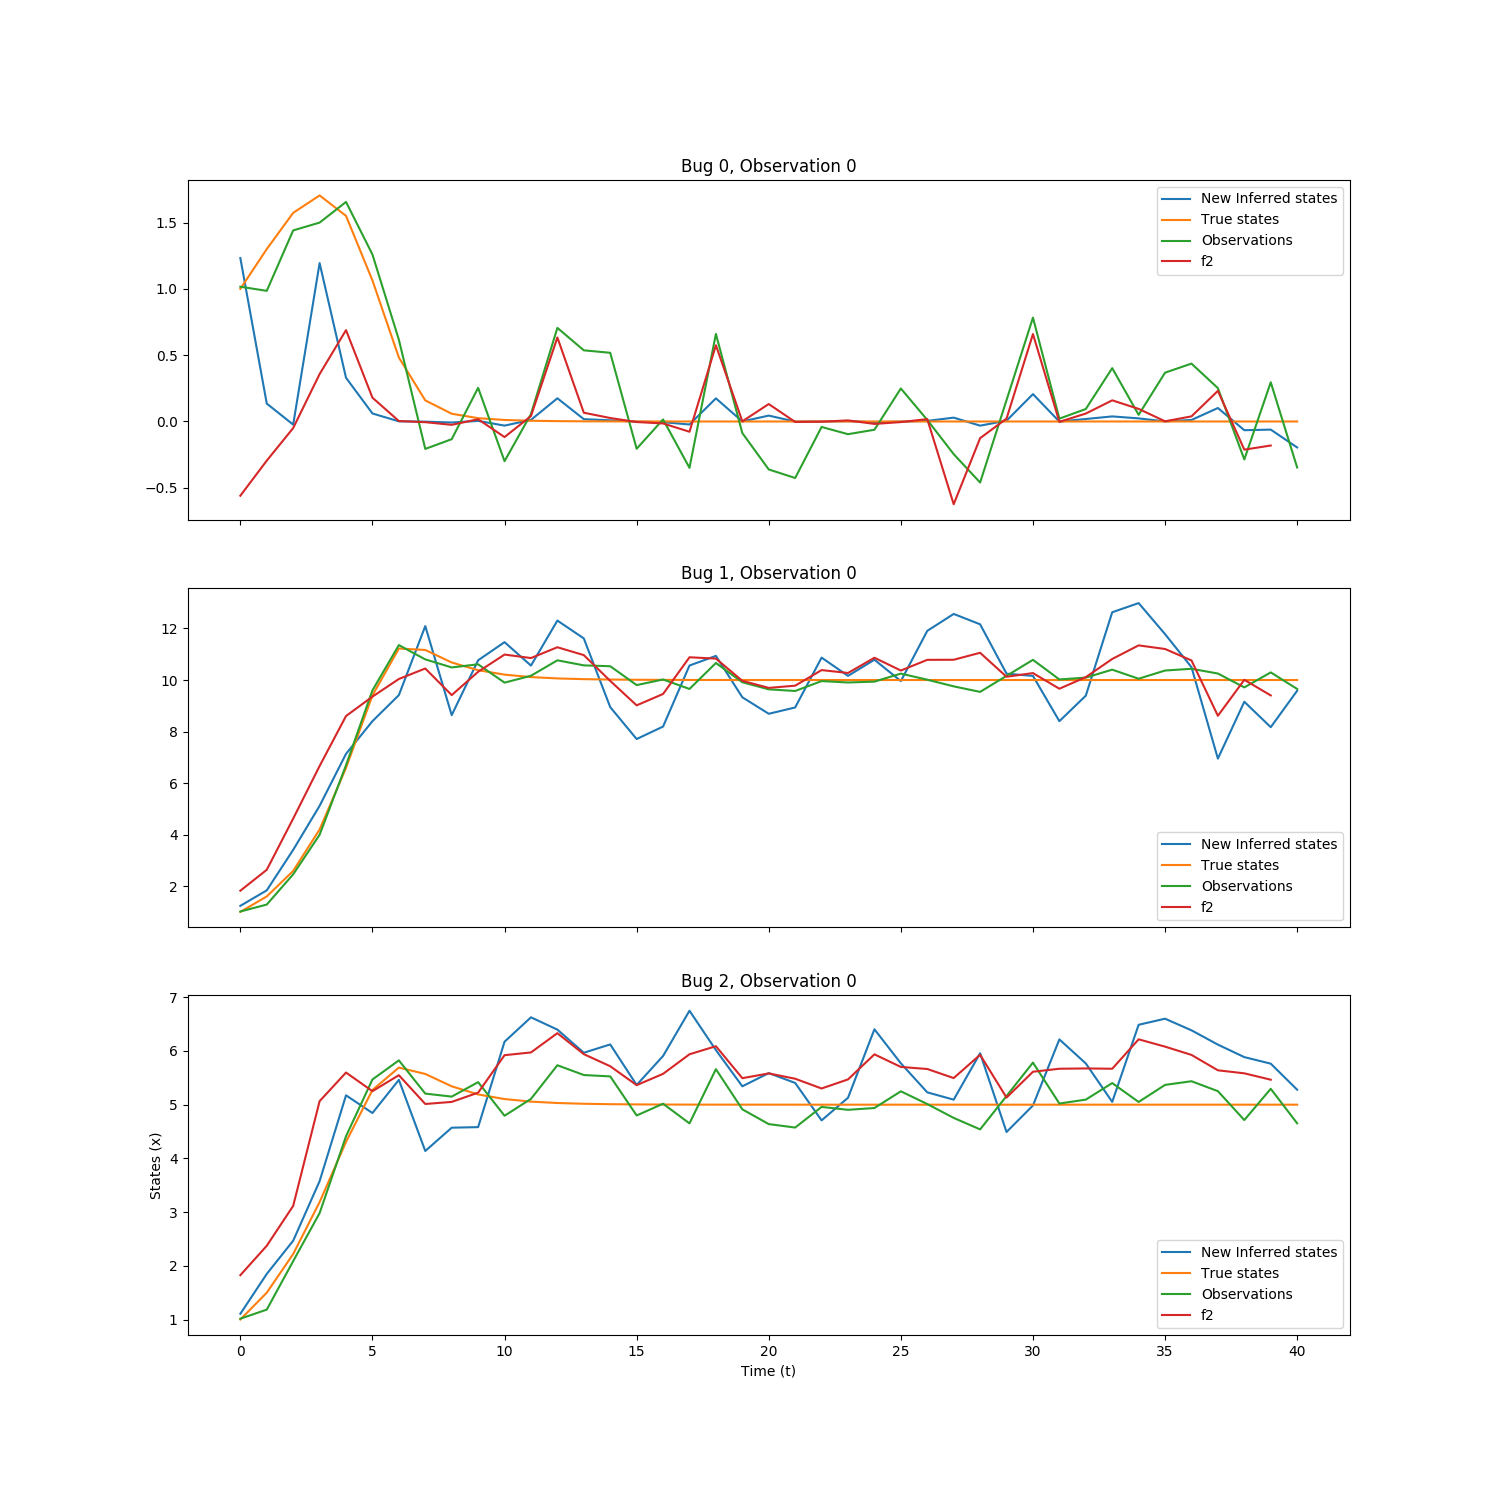 Bug 0, Observation 0
New Inferred states
True states
Observations
f2
1.5
1.0
0.5
0.0
−0.5
Bug 1, Observation 0
12
10
8
6
4
2
New Inferred states
True states
Observations
f2
Bug 2, Observation 0
7
6
5
4
3
2
1
States (x)
New Inferred states
True states
Observations
f2
0 5 10 15 20 25 30 35 40
Time (t)